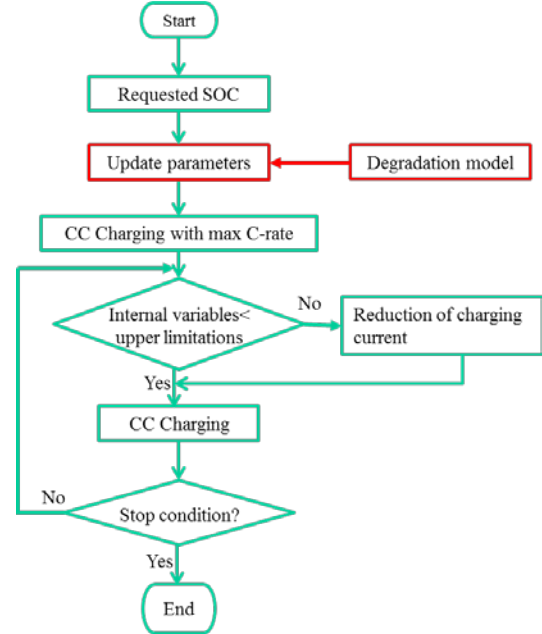 Start
Requested SOC
Update parameters
Degradation model
CC Charging with max C-rate
Internal variables<
upper limitations
No
Reduction of charging
current
Yes
CC Charging
No
Stop condition?
Yes
End